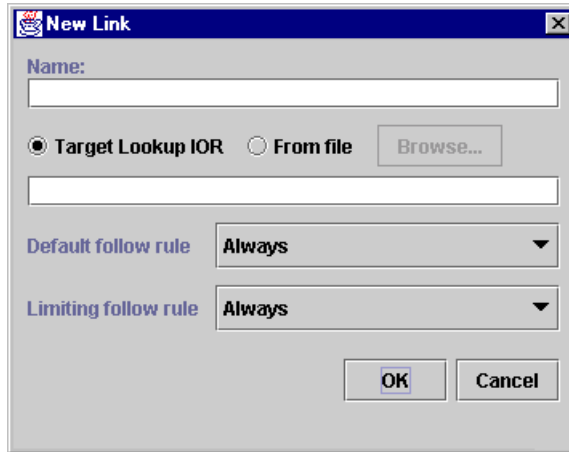 New Link
Name:
Target Lookup IOR From file Browse...
Default follow rule Always
Limiting follow rule Always
OK Cancel